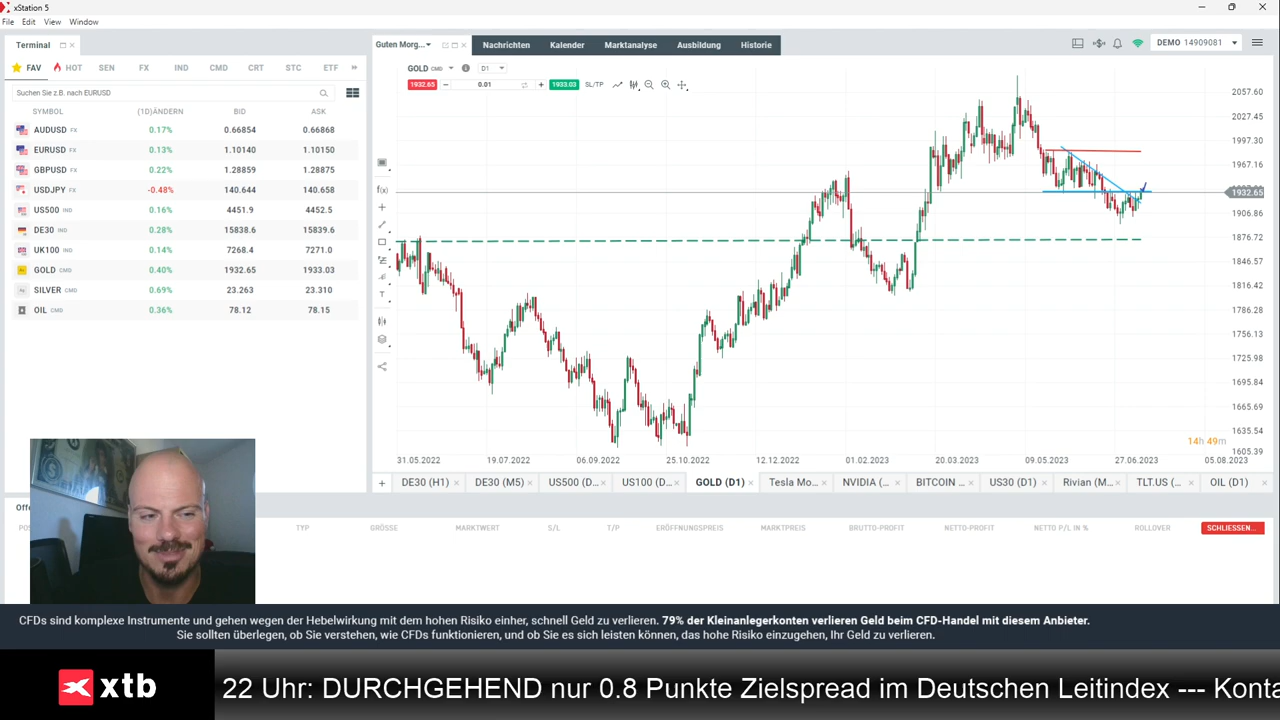 xStation 5
File Edit View Window
Terminal
Guten Morg...
Nachrichten Kalender Marktanalyse Ausbildung Historie
DEMO 14909081
FAV HOT SEN FX IND CMD CRT STC ETF
Suchen Sie z.B. nach EURUSD
SYMBOL (1D)ÄNDERN BID ASK
AUDUSD FX 0.17% 0.66854 0.66868
EURUSD FX 0.13% 1.10140 1.10150
GBPUSD FX 0.22% 1.28859 1.28875
USDJPY FX -0.48% 140.644 140.658
US500 IND 0.16% 4451.9 4452.5
DE30 IND 0.28% 15838.6 15839.6
UK100 IND 0.14% 7268.4 7271.0
GOLD CMD 0.40% 1932.65 1933.03
SILVER CMD 0.69% 23.263 23.310
OIL CMD 0.36% 78.12 78.15
GOLD CMD D1
1932.65 0.01 1933.03 SL/TP
f(x)
T
2057.60
2027.45
1997.30
1967.16
1932.65
1906.86
1876.72
1846.57
1816.42
1786.28
1756.13
1725.98
1695.84
1665.69
1635.54
1605.39
14h 49m
31.05.2022 19.07.2022 06.09.2022 25.10.2022 12.12.2022 01.02.2023 20.03.2023 09.05.2023 27.06.2023 05.08.2023
DE30 (H1) DE30 (M5) US500 (D... US100 (D... GOLD (D1) Tesla Mo... NVIDIA (... BITCOIN ... US30 (D1) Rivian (M... TLT.US (... OIL (D1)
TYP GRÖSSE MARKTWERT S/L T/P ERÖFFNUNGSPREIS MARKTPREIS BRUTTO-PROFIT NETTO-PROFIT NETTO P/L IN % ROLLOVER SCHLIESSEN...
CFDs sind komplexe Instrumente und gehen wegen der Hebelwirkung mit dem hohen Risiko einher, schnell Geld zu verlieren. 79% der Kleinanlegerkonten verlieren Geld beim CFD-Handel mit diesem Anbieter.
Sie sollten überlegen, ob Sie verstehen, wie CFDs funktionieren, und ob Sie es sich leisten können, das hohe Risiko einzugehen, Ihr Geld zu verlieren.
xtb
22 Uhr: DURCHGEHEND nur 0.8 Punkte Zielspread im Deutschen Leitindex --- Konta